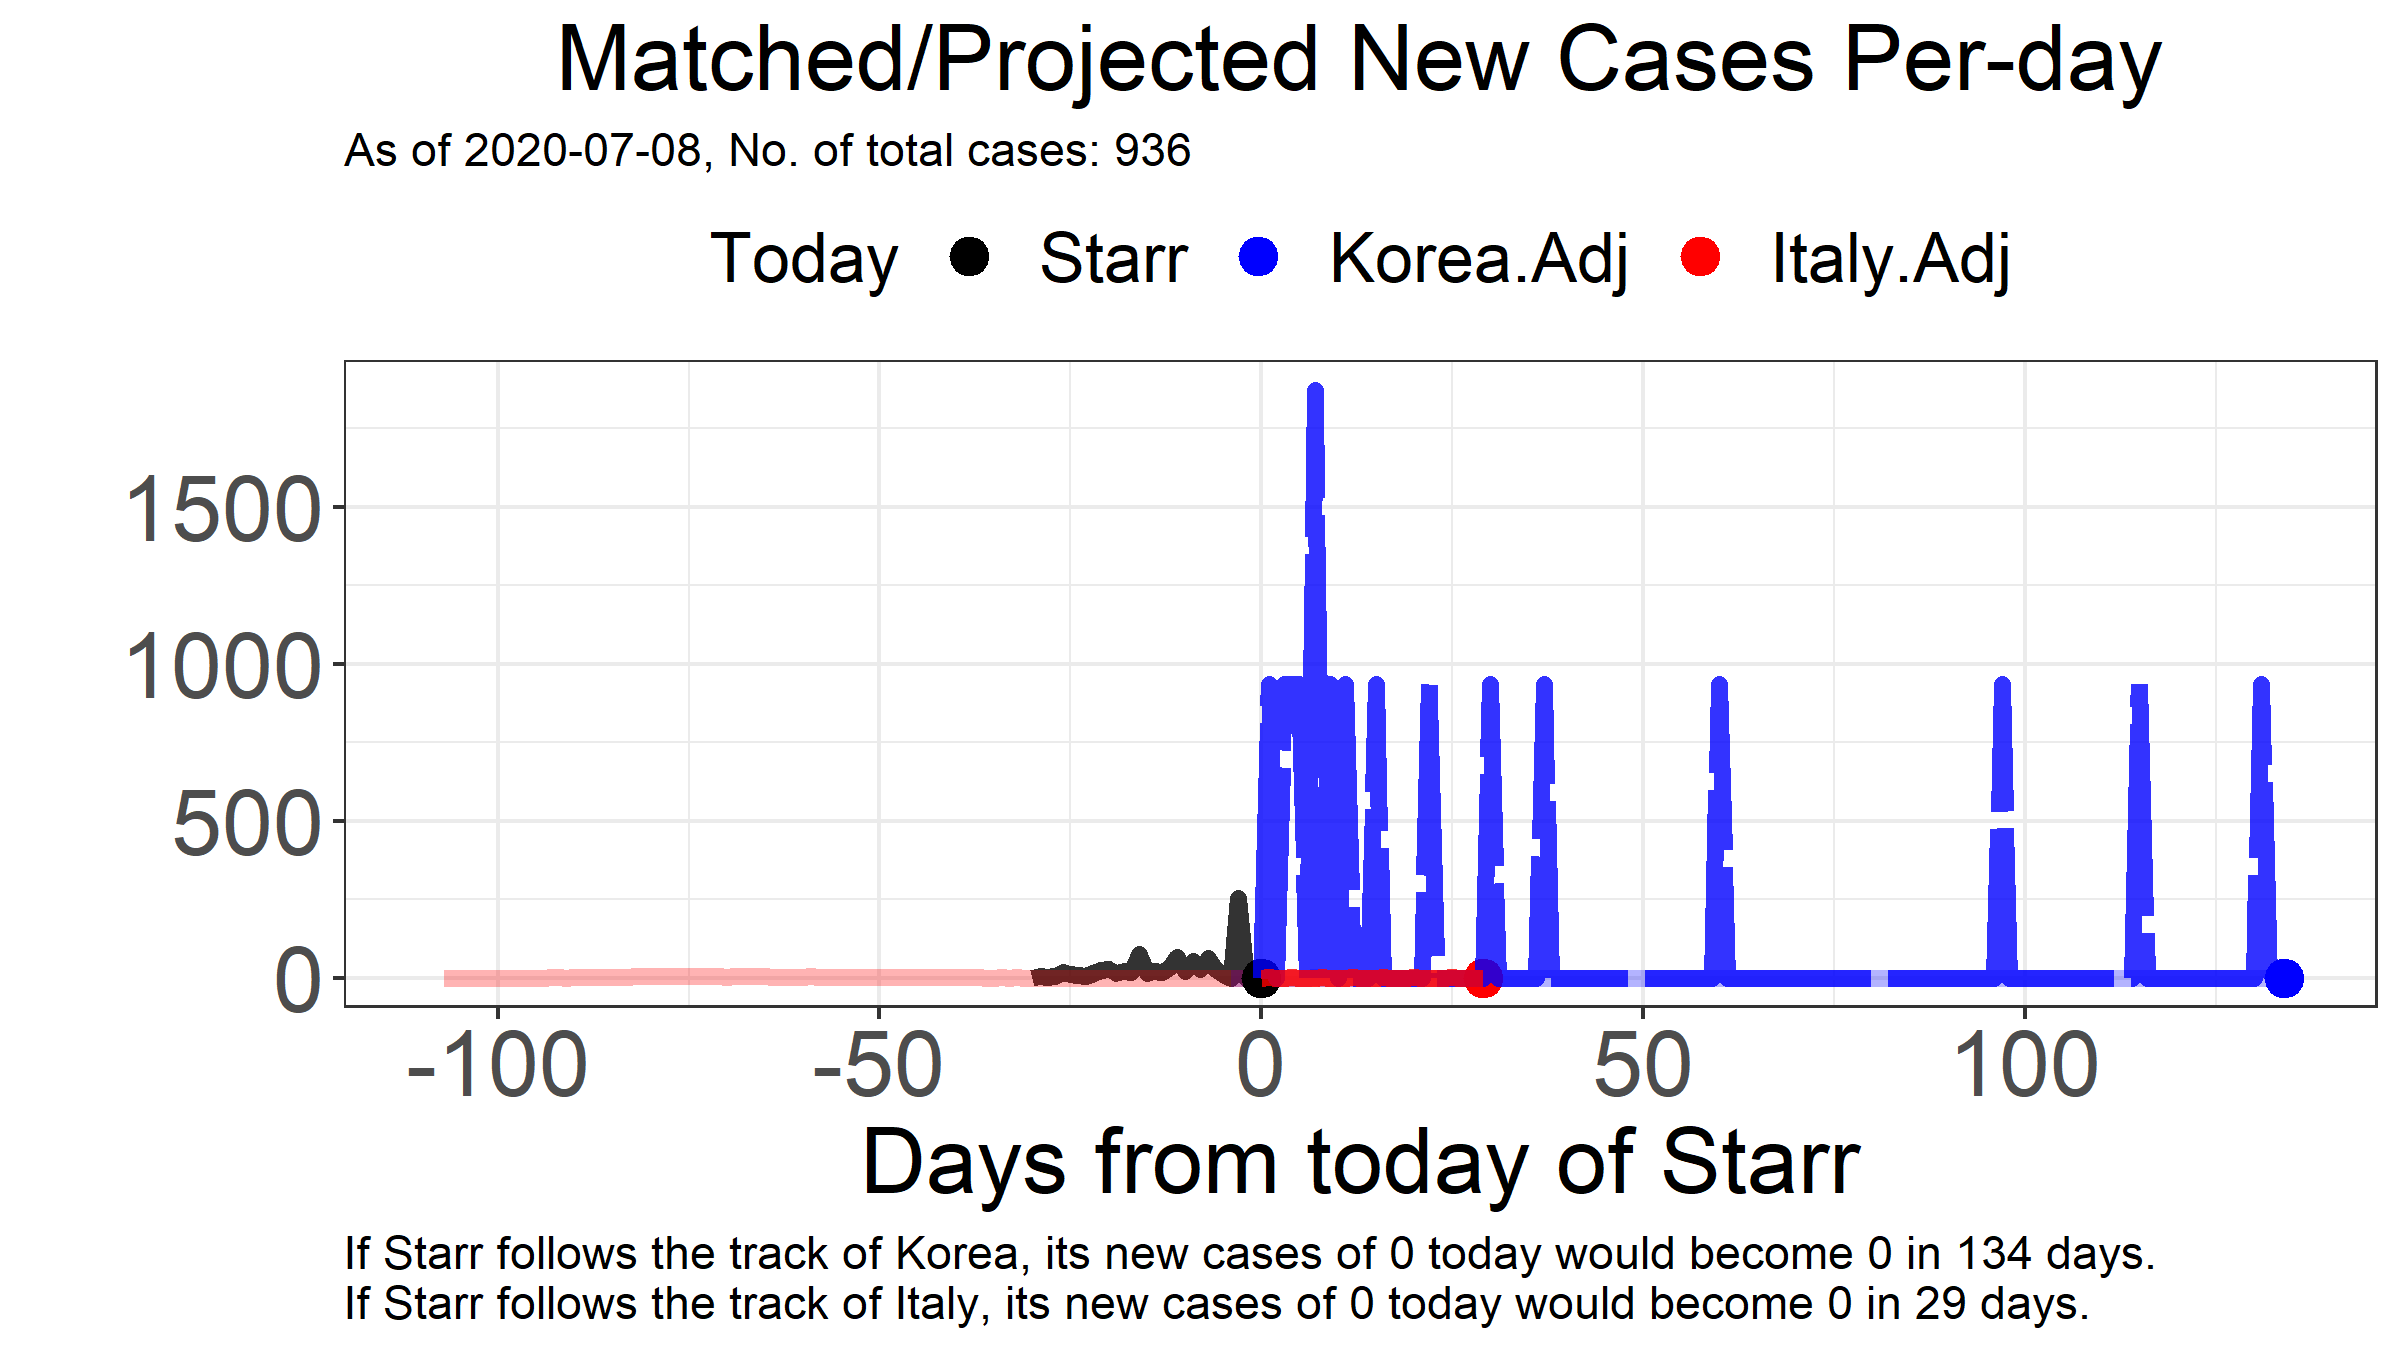 Matched/Projected New Cases Per-day
As of 2020-07-08, No. of total cases: 936
Today Starr Korea.Adj Italy.Adj
1500
1000
500
0
-100 -50 0 50 100
Days from today of Starr
If Starr follows the track of Korea, its new cases of 0 today would become 0 in 134 days.
If Starr follows the track of Italy, its new cases of 0 today would become 0 in 29 days.